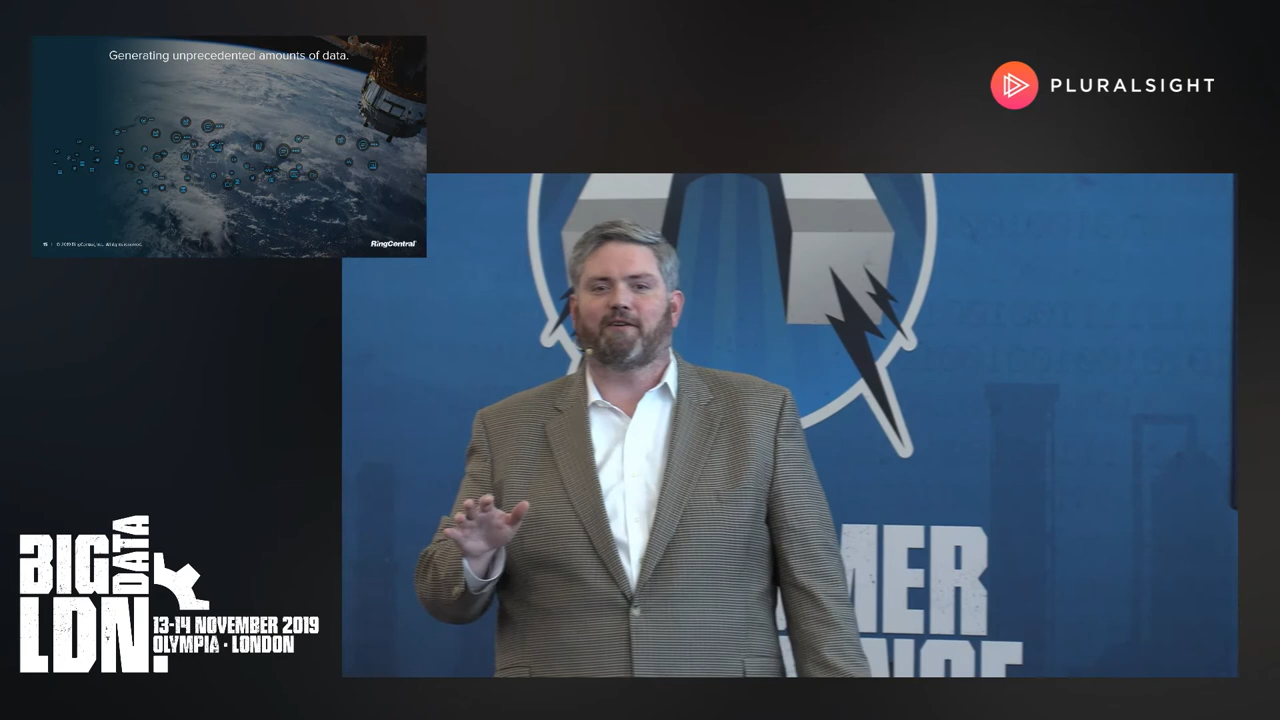 Generating unprecedented amounts of data.
RingCentral
PLURALSIGHT
BIG
DATA
LDN.
13-14 NOVEMBER 2019
OLYMPIA · LONDON
MER